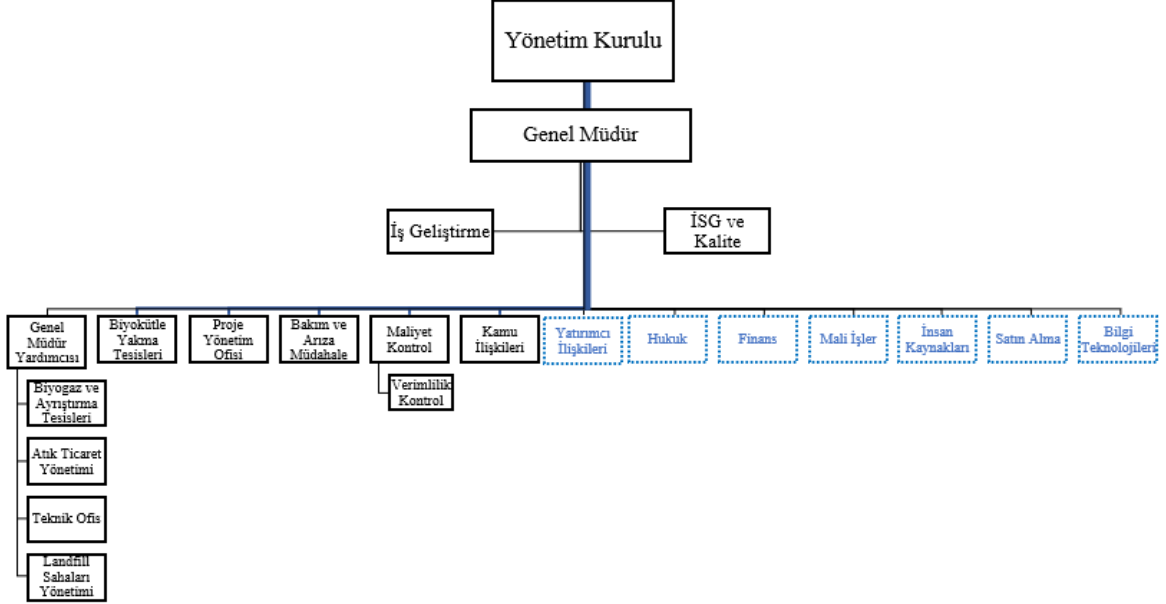 Yönetim Kurulu
Genel Müdür
İş Geliştirme
İSG ve
Kalite
Genel
Müdür
Yardımcısı
Biyokütle
Yakma
Tesisleri
Proje
Yönetim
Ofisi
Bakım ve
Arıza
Müdahale
Maliyet
Kontrol
Kamu
İlişkileri
Yatırımcı
İlişkileri
Hukuk
Finans
Mali İşler
İnsan
Kaynakları
Satın Alma
Bilgi
Teknolojileri
Verimlilik
Kontrol
Biyogaz ve
Ayrıştırma
Tesisleri
Atık Ticaret
Yönetimi
Teknik Ofis
Landfill
Sahaları
Yönetimi